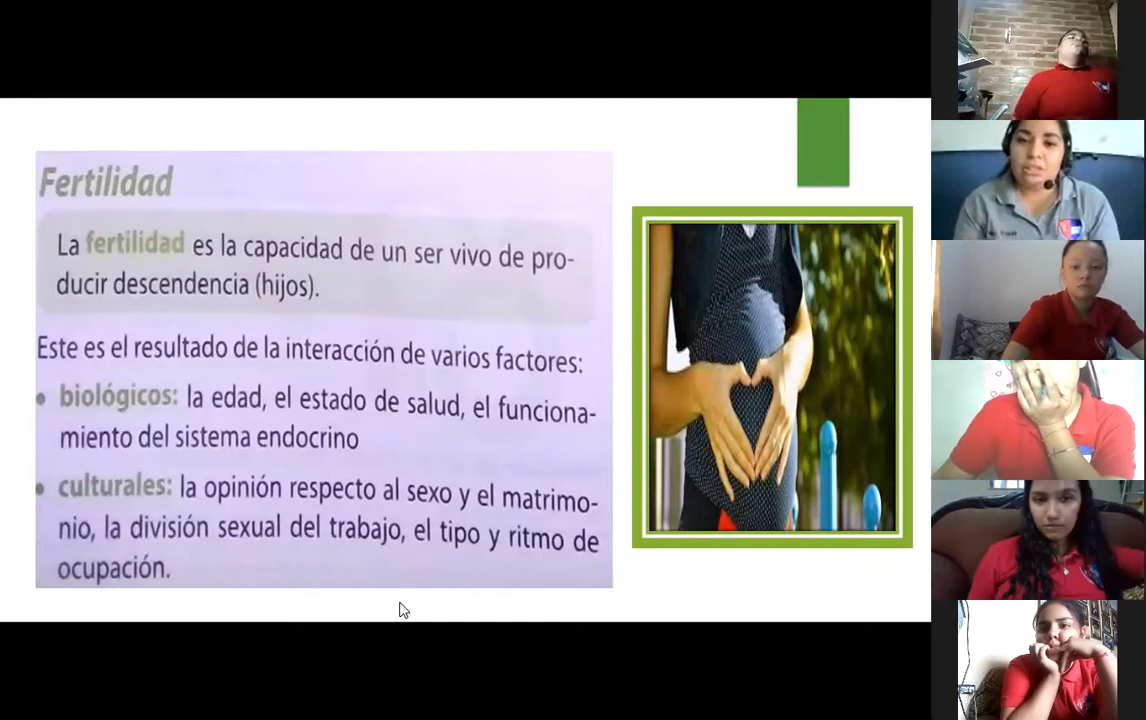 Fertilidad
La fertilidad es la capacidad de un ser vivo de pro-
ducir descendencia (hijos).
Este es el resultado de la interacción de varios factores:
• biológicos: la edad, el estado de salud, el funciona-
miento del sistema endocrino
• culturales: la opinión respecto al sexo y el matrimo-
nio, la división sexual del trabajo, el tipo y ritmo de
ocupación.